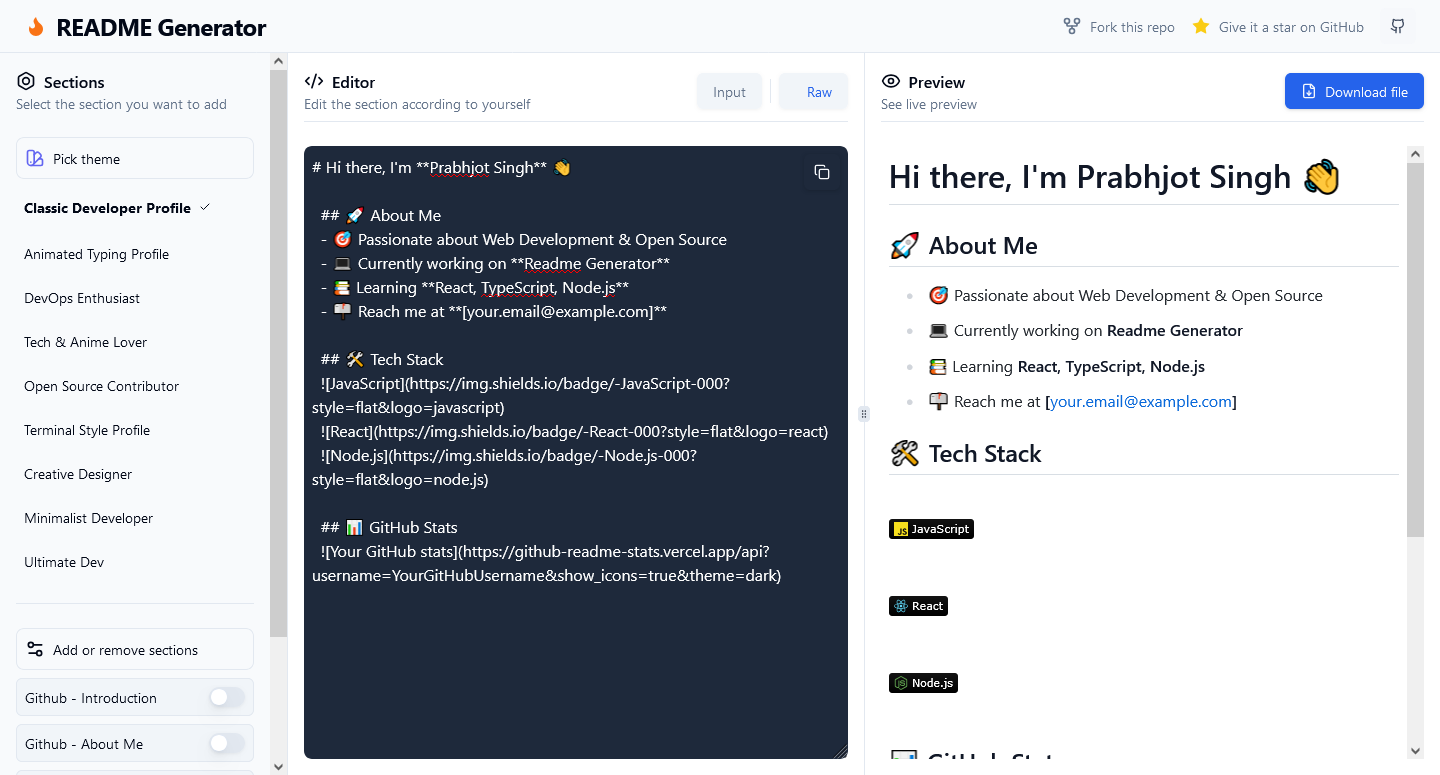 README Generator
Fork this repo
Give it a star on GitHub
Sections
Select the section you want to add
Pick theme
Classic Developer Profile
Animated Typing Profile
DevOps Enthusiast
Tech & Anime Lover
Open Source Contributor
Terminal Style Profile
Creative Designer
Minimalist Developer
Ultimate Dev
Add or remove sections
Github - Introduction
Github - About Me
Editor
Edit the section according to yourself
Input
Raw
# Hi there, I'm **Prabhjot Singh** 👋
## 🚀 About Me
- 🎯 Passionate about Web Development & Open Source
- 💻 Currently working on **Readme Generator**
- 📚 Learning **React, TypeScript, Node.js**
- 📫 Reach me at **[your.email@example.com]**
## 🛠️ Tech Stack
![JavaScript](https://img.shields.io/badge/-JavaScript-000?
style=flat&logo=javascript)
![React](https://img.shields.io/badge/-React-000?style=flat&logo=react)
![Node.js](https://img.shields.io/badge/-Node.js-000?
style=flat&logo=node.js)
## 📊 GitHub Stats
![Your GitHub stats](https://github-readme-stats.vercel.app/api?
username=YourGitHubUsername&show_icons=true&theme=dark)
Preview
See live preview
Download file
Hi there, I'm Prabhjot Singh 👋
🚀 About Me
🎯 Passionate about Web Development & Open Source
💻 Currently working on Readme Generator
📚 Learning React, TypeScript, Node.js
📫 Reach me at [your.email@example.com]
🛠️ Tech Stack
JavaScript
React
Node.js
📊 GitHub Stats